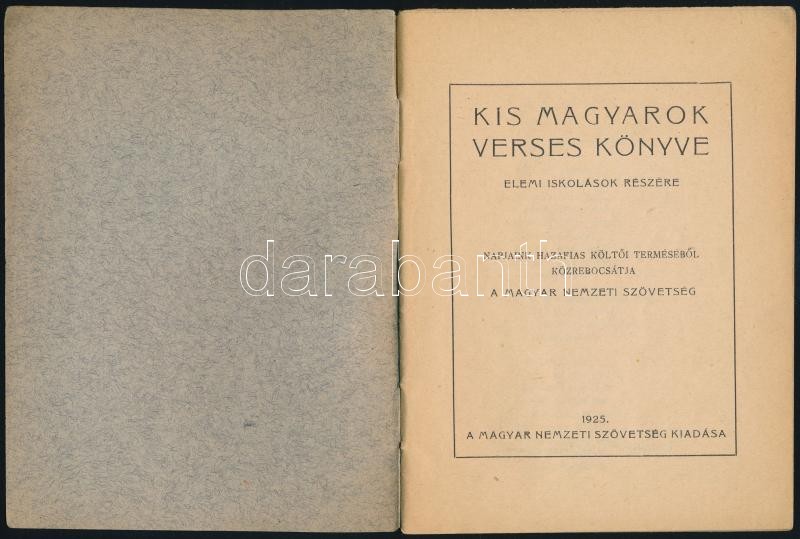 KIS MAGYAROK
VERSES KÖNYVE
ELEMI ISKOLÁSOK RÉSZÉRE
NAPJAINK HAZAFIAS KÖLTŐI TERMÉSÉBŐL
KÖZREBOCSÁTJA
A MAGYAR NEMZETI SZÖVETSÉG
darabanth.com
1925.
A MAGYAR NEMZETI SZÖVETSÉG KIADÁSA